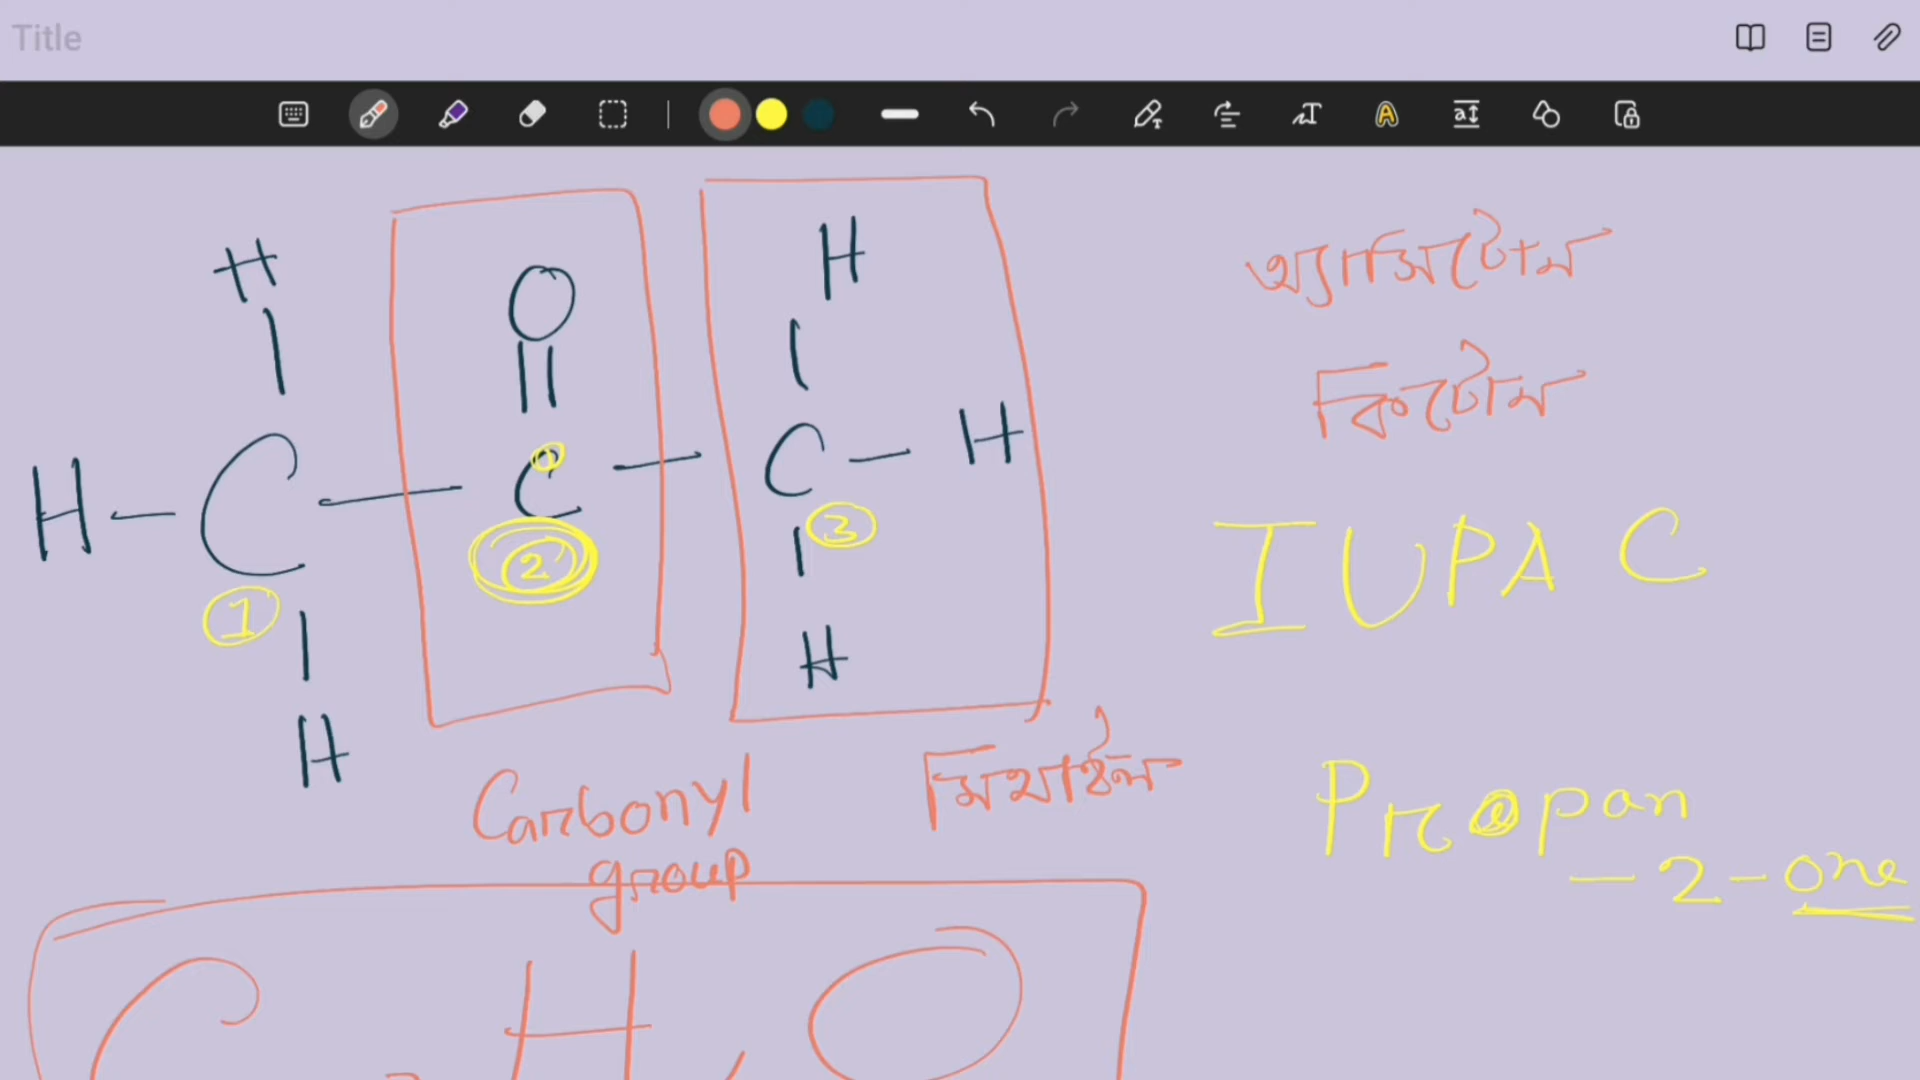 Title
H
H
O
অ্যাসিটোন
কিটোন
H - C - C - C - H
1
2
3
IUPAC
H
H
Carbonyl
group
মিথাইল
Propan
- 2 - one
C H O